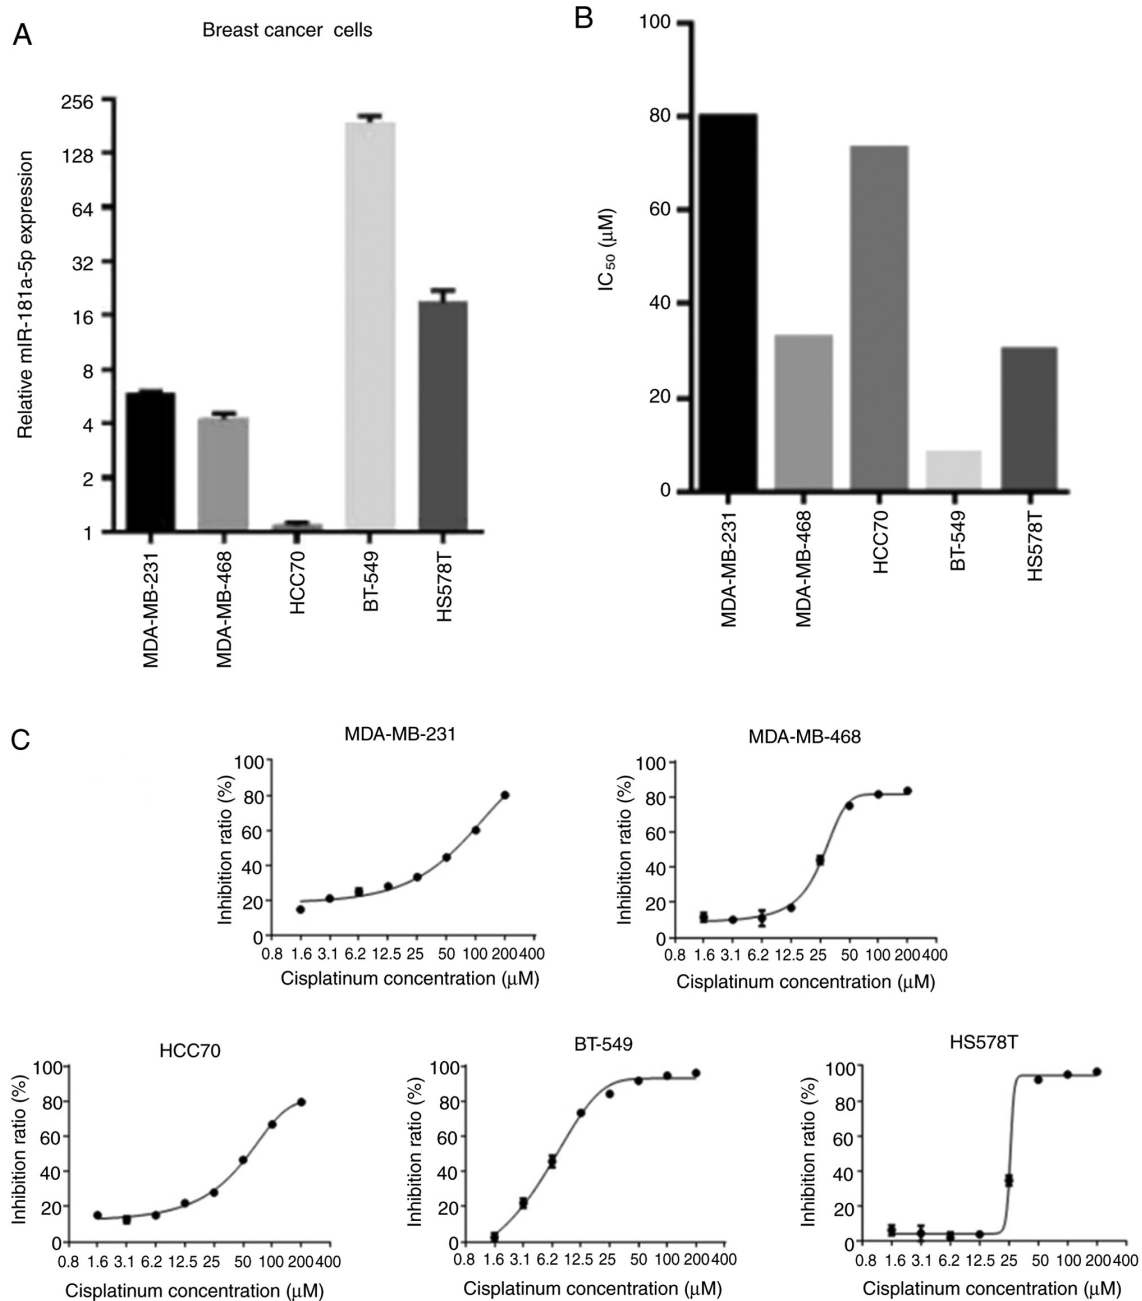 A
Breast cancer cells
Relative mIR-181a-5p expression
256
128
64
32
16
8
4
2
1
MDA-MB-231
MDA-MB-468
HCC70
BT-549
HS578T
B
IC50 (μM)
100
80
60
40
20
0
MDA-MB-231
MDA-MB-468
HCC70
BT-549
HS578T
C
MDA-MB-231
Inhibition ratio (%)
100
80
60
40
20
0
0.8 1.6 3.1 6.2 12.5 25 50 100 200 400
Cisplatinum concentration (μM)
MDA-MB-468
Inhibition ratio (%)
100
80
60
40
20
0
0.8 1.6 3.1 6.2 12.5 25 50 100 200 400
Cisplatinum concentration (μM)
HCC70
Inhibition ratio (%)
100
80
60
40
20
0
0.8 1.6 3.1 6.2 12.5 25 50 100 200 400
Cisplatinum concentration (μM)
BT-549
Inhibition ratio (%)
100
80
60
40
20
0
0.8 1.6 3.1 6.2 12.5 25 50 100 200 400
Cisplatinum concentration (μM)
HS578T
Inhibition ratio (%)
100
80
60
40
20
0
0.8 1.6 3.1 6.2 12.5 25 50 100 200 400
Cisplatinum concentration (μM)